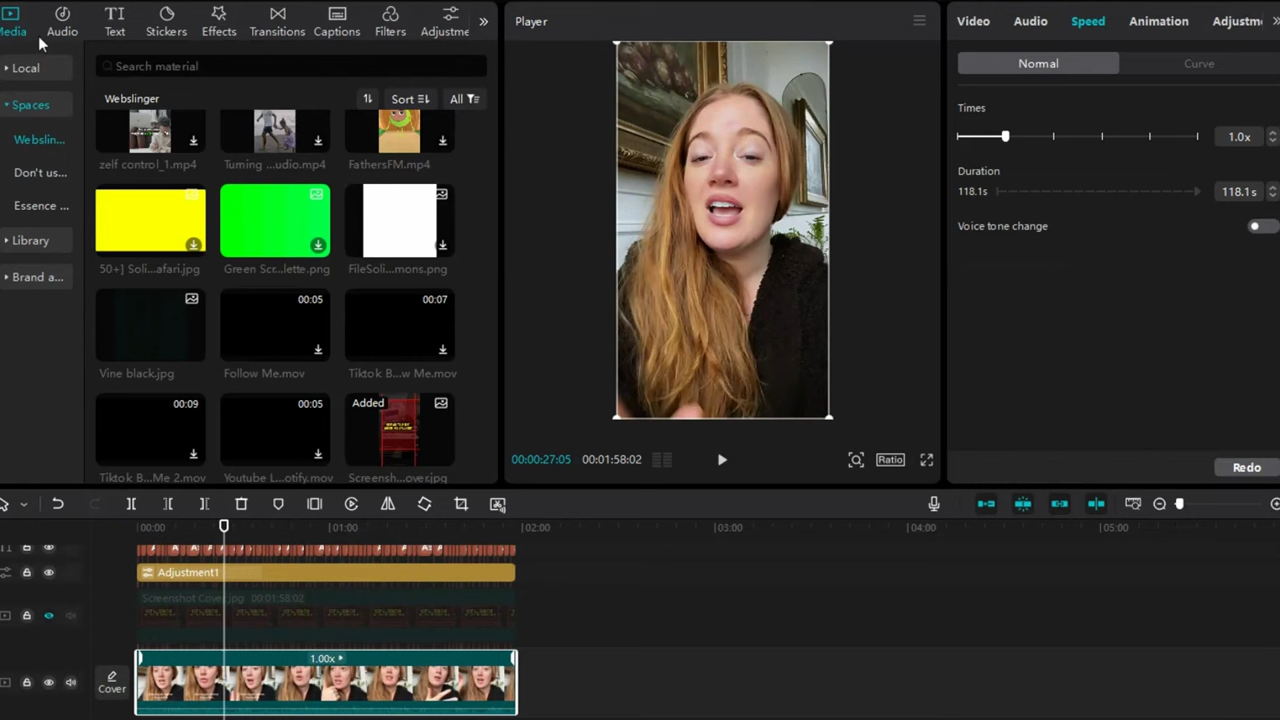 Media Audio Text Stickers Effects Transitions Captions Filters Adjustme
Local
Spaces
Webslin...
Don't us...
Essence ...
Library
Brand a...
Search material
Webslinger Sort All
zelf control_1.mp4 Tuming ...udio.mp4 FathersFM.mp4
50+] Soli...afari.jpg Green Scr...lette.png FileSoli...mons.png
00:05 00:07
Vine black.jpg Follow Me.mov Tiktok B...w Me.mov
00:09 00:05 Added
Tiktok B...Me 2.mov Youtube L...otify.mov Screensh...over.jpg
Player
00:00:27:05 00:01:58:02 Ratio
Video Audio Speed Animation Adjustm
Normal Curve
Times
1.0x
Duration
118.1s 118.1s
Voice tone change
Redo
00:00 01:00 02:00 03:00 04:00 05:00
Adjustment1
Screenshot Cover.jpg 00:01:58:02
1.00x
Cover